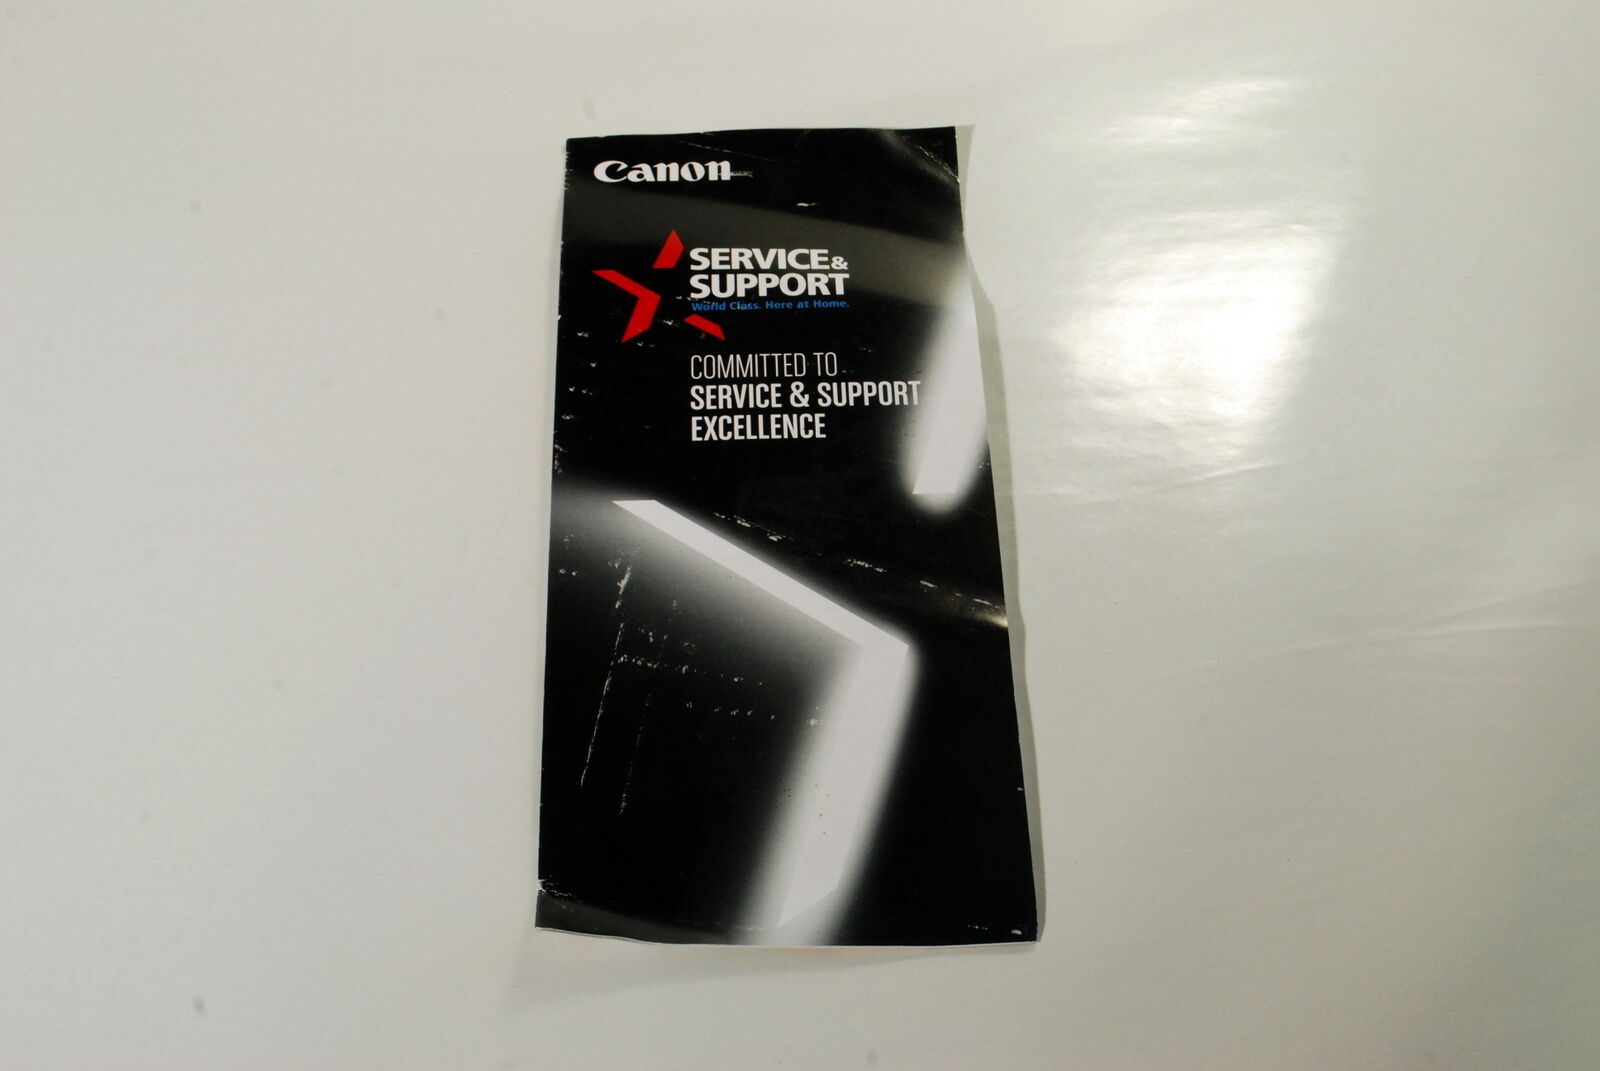 Canon
SERVICE&
SUPPORT
World Class. Here at Home.
COMMITTED TO
SERVICE & SUPPORT
EXCELLENCE